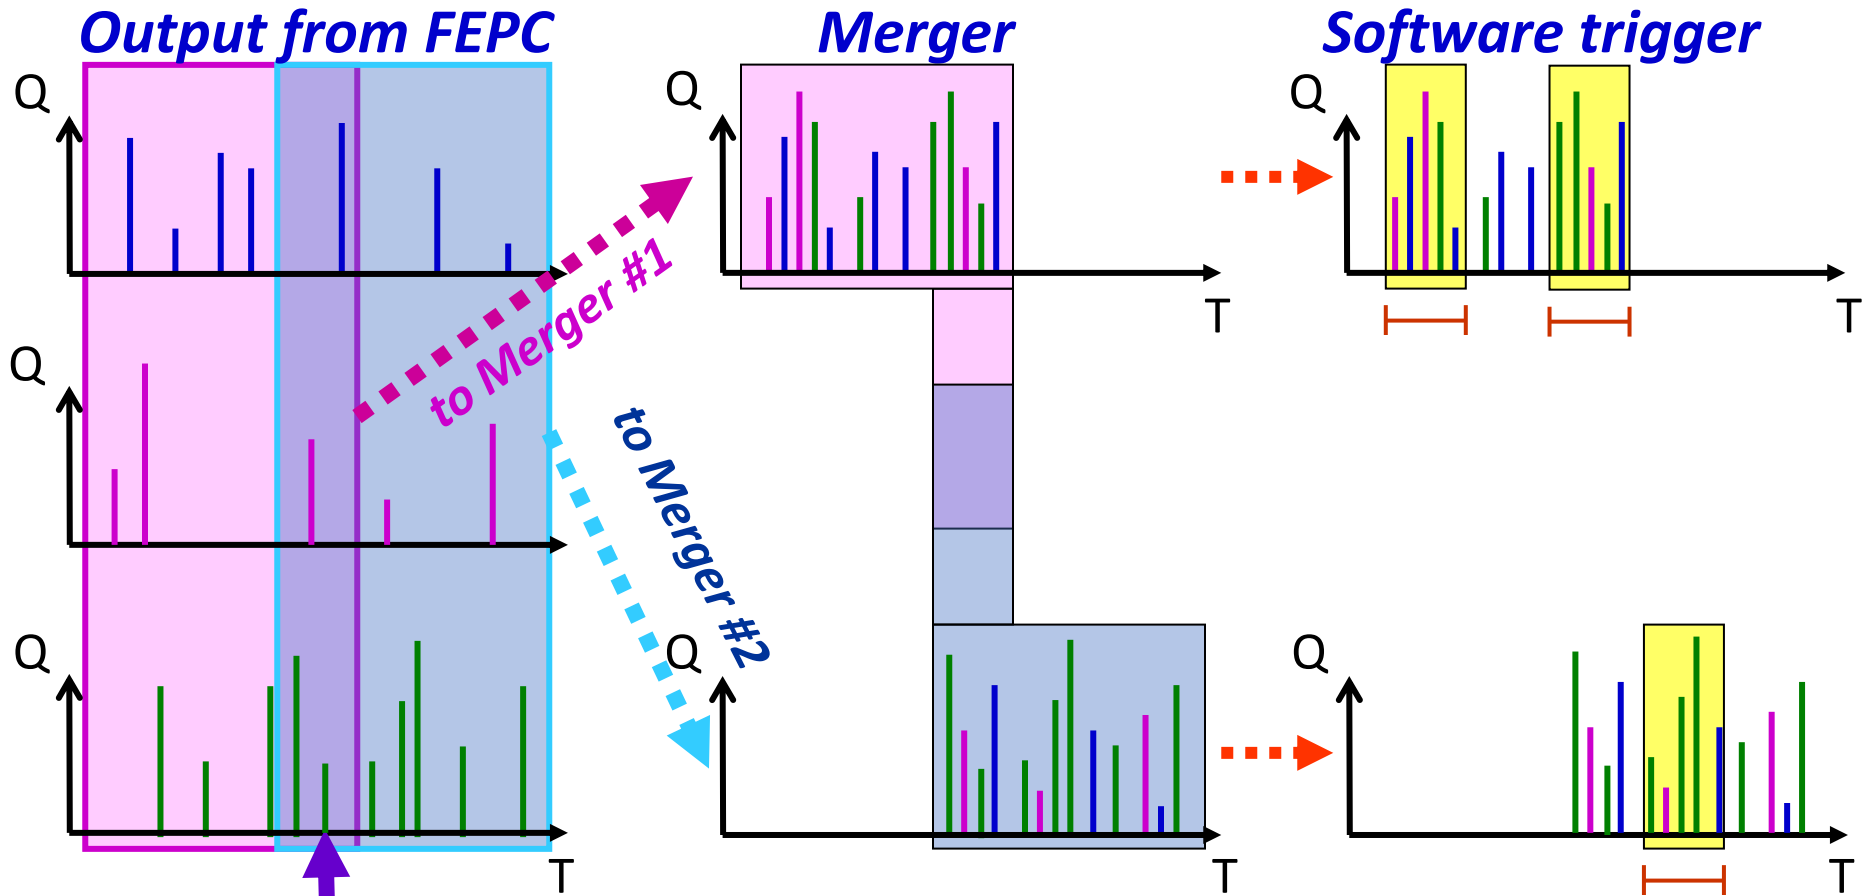 Output from FEPC
Merger
Software trigger
Q
Q
Q
to Merger #1
T
T
Q
to Merger #2
Q
Q
Q
T
T
T